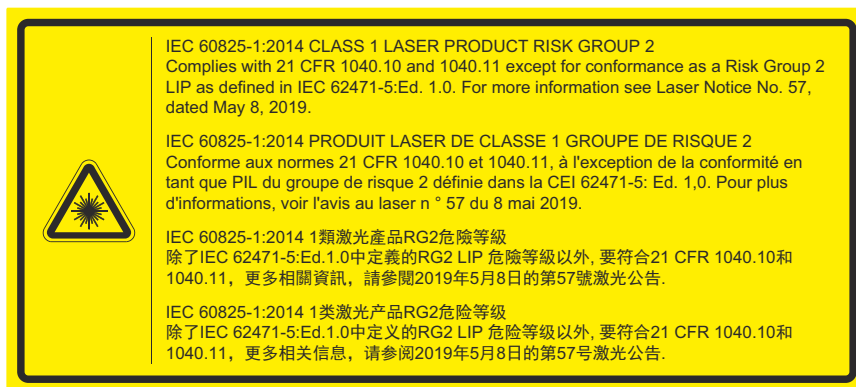 IEC 60825-1:2014 CLASS 1 LASER PRODUCT RISK GROUP 2
Complies with 21 CFR 1040.10 and 1040.11 except for conformance as a Risk Group 2
LIP as defined in IEC 62471-5:Ed. 1.0. For more information see Laser Notice No. 57,
dated May 8, 2019.
IEC 60825-1:2014 PRODUIT LASER DE CLASSE 1 GROUPE DE RISQUE 2
Conforme aux normes 21 CFR 1040.10 et 1040.11, à l'exception de la conformité en
tant que PIL du groupe de risque 2 définie dans la CEI 62471-5: Ed. 1,0. Pour plus
d'informations, voir l'avis au laser n ° 57 du 8 mai 2019.
IEC 60825-1:2014 1類激光產品RG2危險等級
除了IEC 62471-5:Ed.1.0中定義的RG2 LIP 危險等級以外, 要符合21 CFR 1040.10和
1040.11，更多相關資訊，請參閱2019年5月8日的第57號激光公告.
IEC 60825-1:2014 1类激光产品RG2危险等级
除了IEC 62471-5:Ed.1.0中定义的RG2 LIP 危险等级以外, 要符合21 CFR 1040.10和
1040.11，更多相关信息，请参阅2019年5月8日的第57号激光公告.